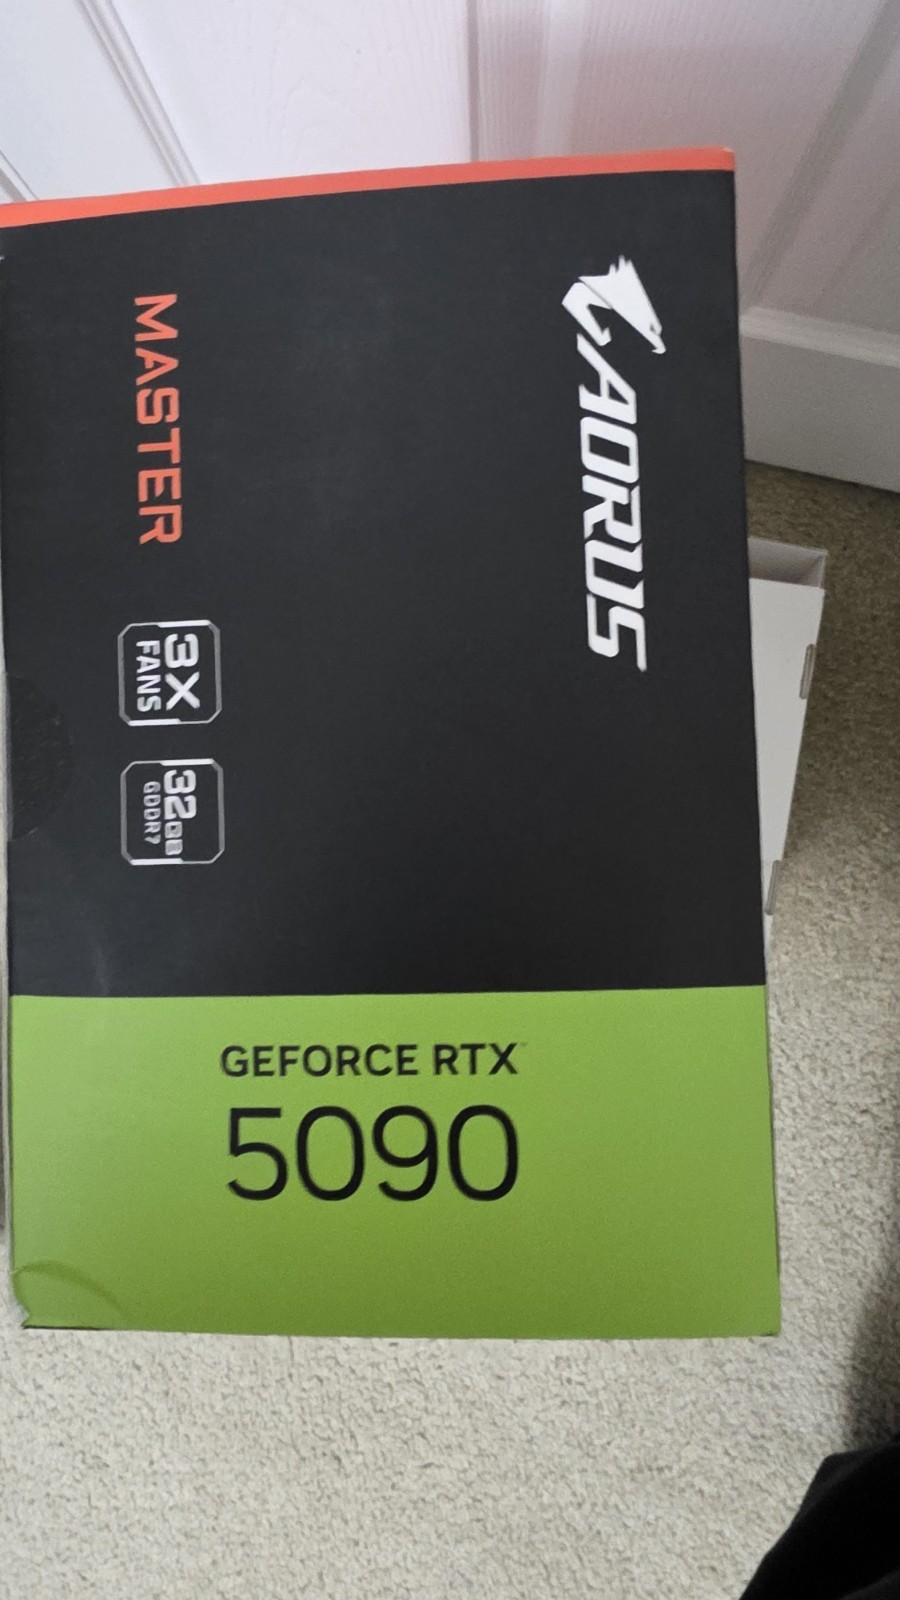 AORUS
MASTER
3X
FANS
32GB
GDDR7
GEFORCE RTX™
5090